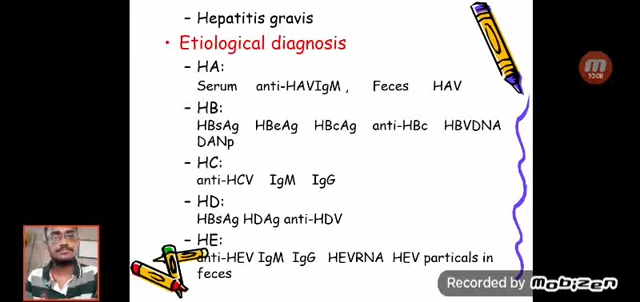 – Hepatitis gravis
• Etiological diagnosis
– HA:
Serum anti-HAVIgM , Feces HAV
– HB:
HBsAg HBeAg HBcAg anti-HBc HBVDNA
DANp
– HC:
anti-HCV IgM IgG
– HD:
HBsAg HDAg anti-HDV
– HE:
anti-HEV IgM IgG HEVRNA HEV particals in
feces
10:08
Recorded by mobizen